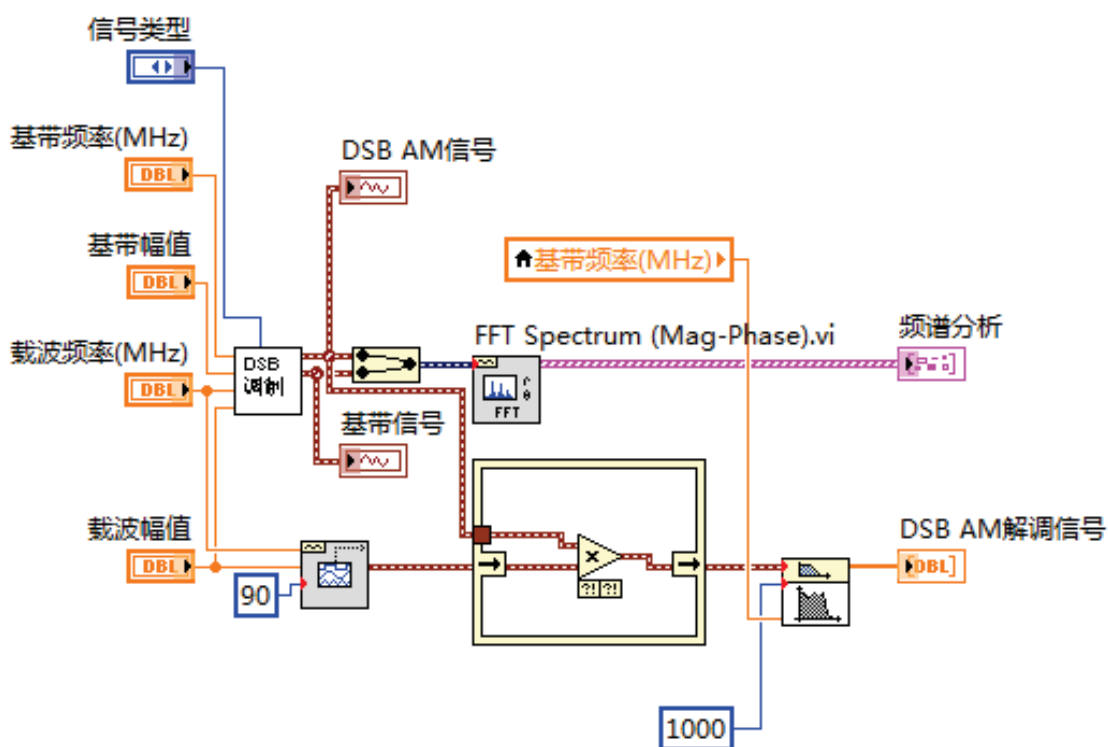 信号类型
基带频率(MHz)
DBL
DSB AM信号
基带幅值
DBL
基带频率(MHz)
载波频率(MHz)
DBL
DSB
调制
FFT Spectrum (Mag-Phase).vi
FFT
频谱分析
基带信号
载波幅值
DBL
90
DSB AM解调信号
DBL
1000